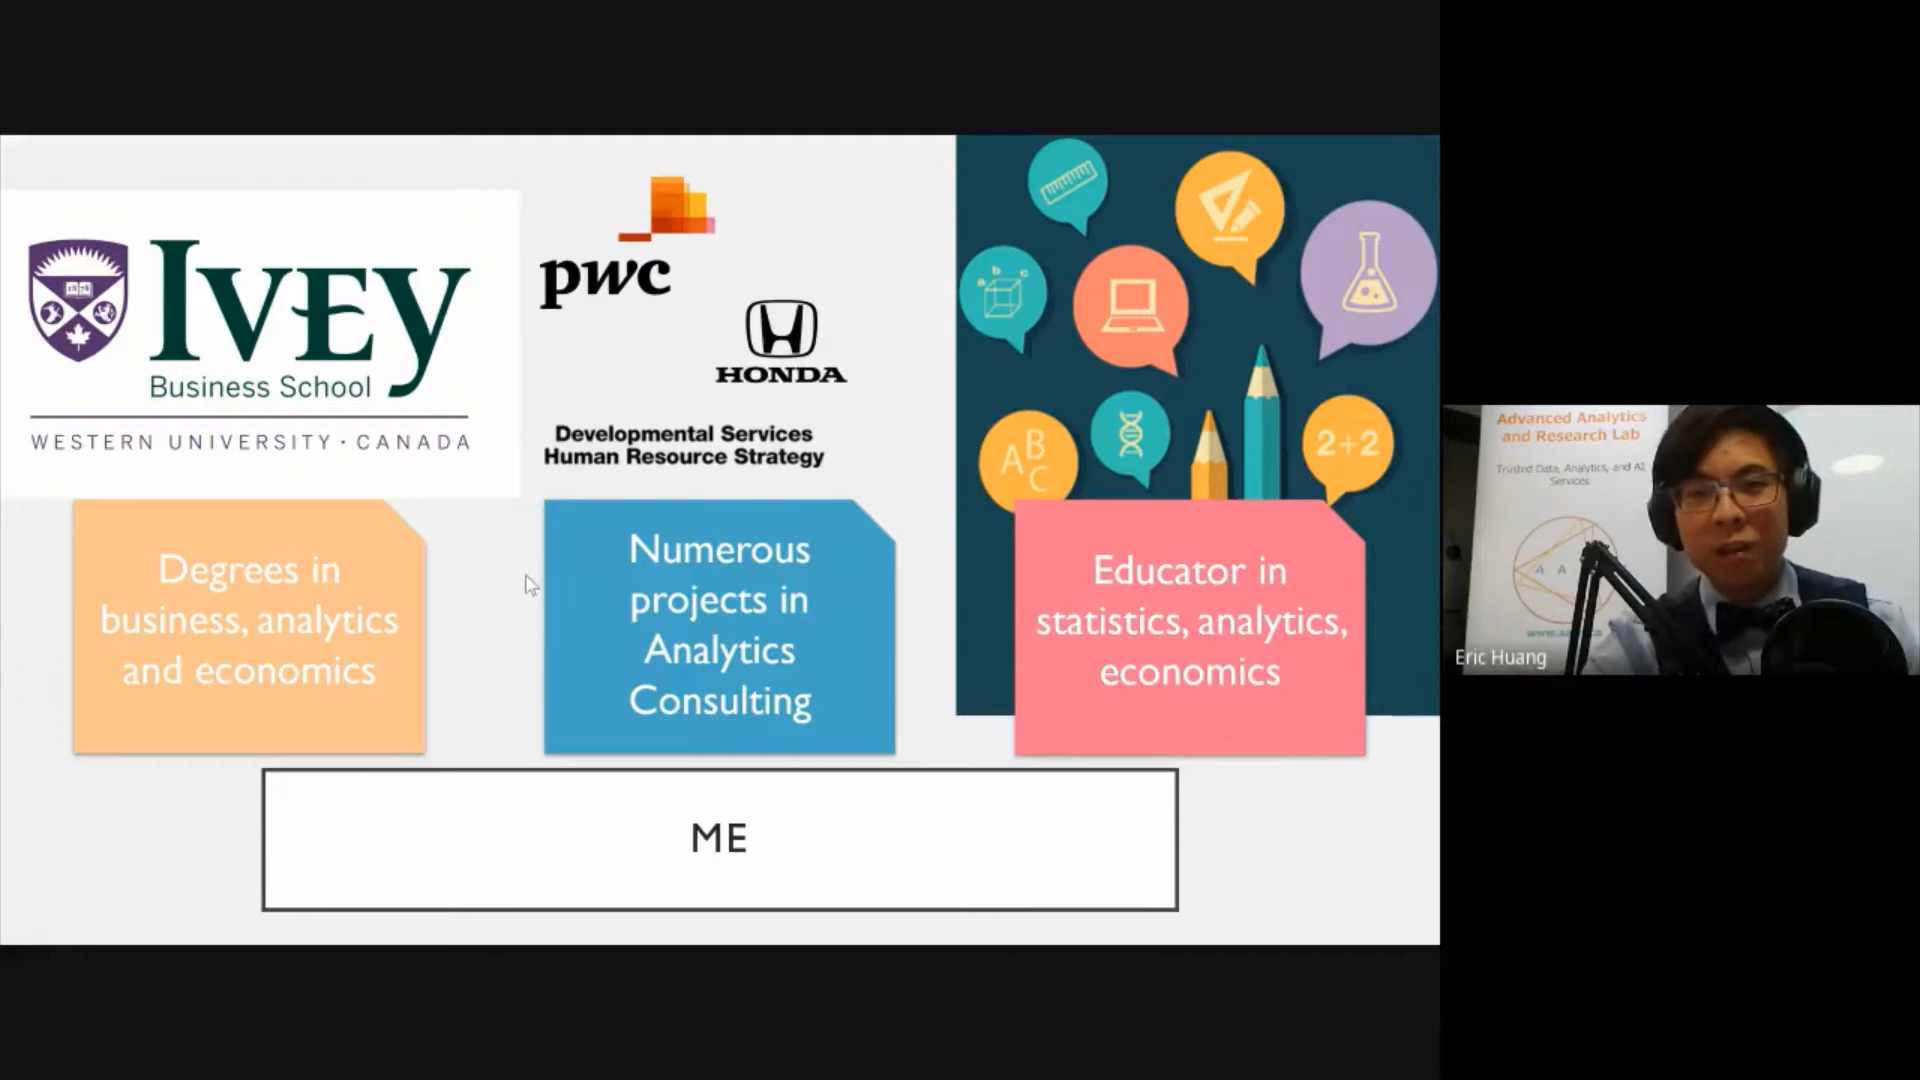 IVEY
Business School
WESTERN UNIVERSITY · CANADA
pwc
HONDA
Developmental Services
Human Resource Strategy
a b c
A B C
2+2
Degrees in
business, analytics
and economics
Numerous
projects in
Analytics
Consulting
Educator in
statistics, analytics,
economics
ME
Advanced Analytics
and Research Lab
Trusted Data, Analytics, and AI
Services
A A
Eric Huang